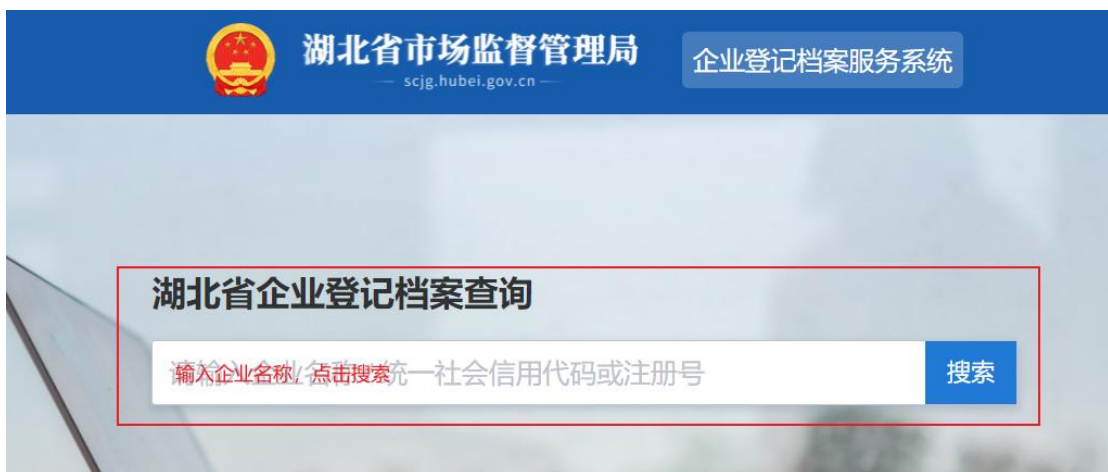 湖北省市场监督管理局
scjg.hubei.gov.cn
企业登记档案服务系统
湖北省企业登记档案查询
输入企业名称，点击搜索
统一社会信用代码或注册号
搜索